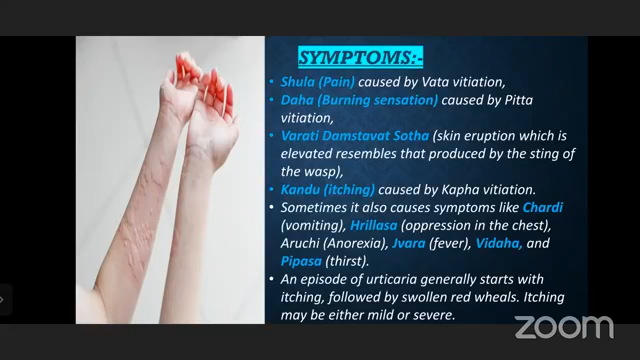 SYMPTOMS:-
• Shula (Pain) caused by Vata vitiation,
• Daha (Burning sensation) caused by Pitta
vitiation,
• Varati Damstavat Sotha (skin eruption which is
elevated resembles that produced by the sting of
the wasp),
• Kandu (itching) caused by Kapha vitiation.
• Sometimes it also causes symptoms like Chardi
(vomiting), Hrillasa (oppression in the chest),
Aruchi (Anorexia), Jvara (fever), Vidaha, and
Pipasa (thirst).
• An episode of urticaria generally starts with
itching, followed by swollen red wheals. Itching
may be either mild or severe.
zoom